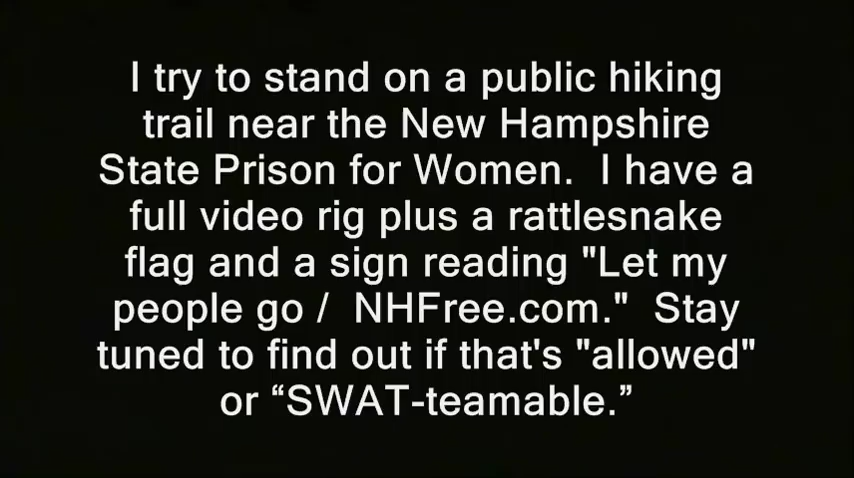 I try to stand on a public hiking
trail near the New Hampshire
State Prison for Women.  I have a
full video rig plus a rattlesnake
flag and a sign reading "Let my
people go /  NHFree.com."  Stay
tuned to find out if that's "allowed"
or “SWAT-teamable.”